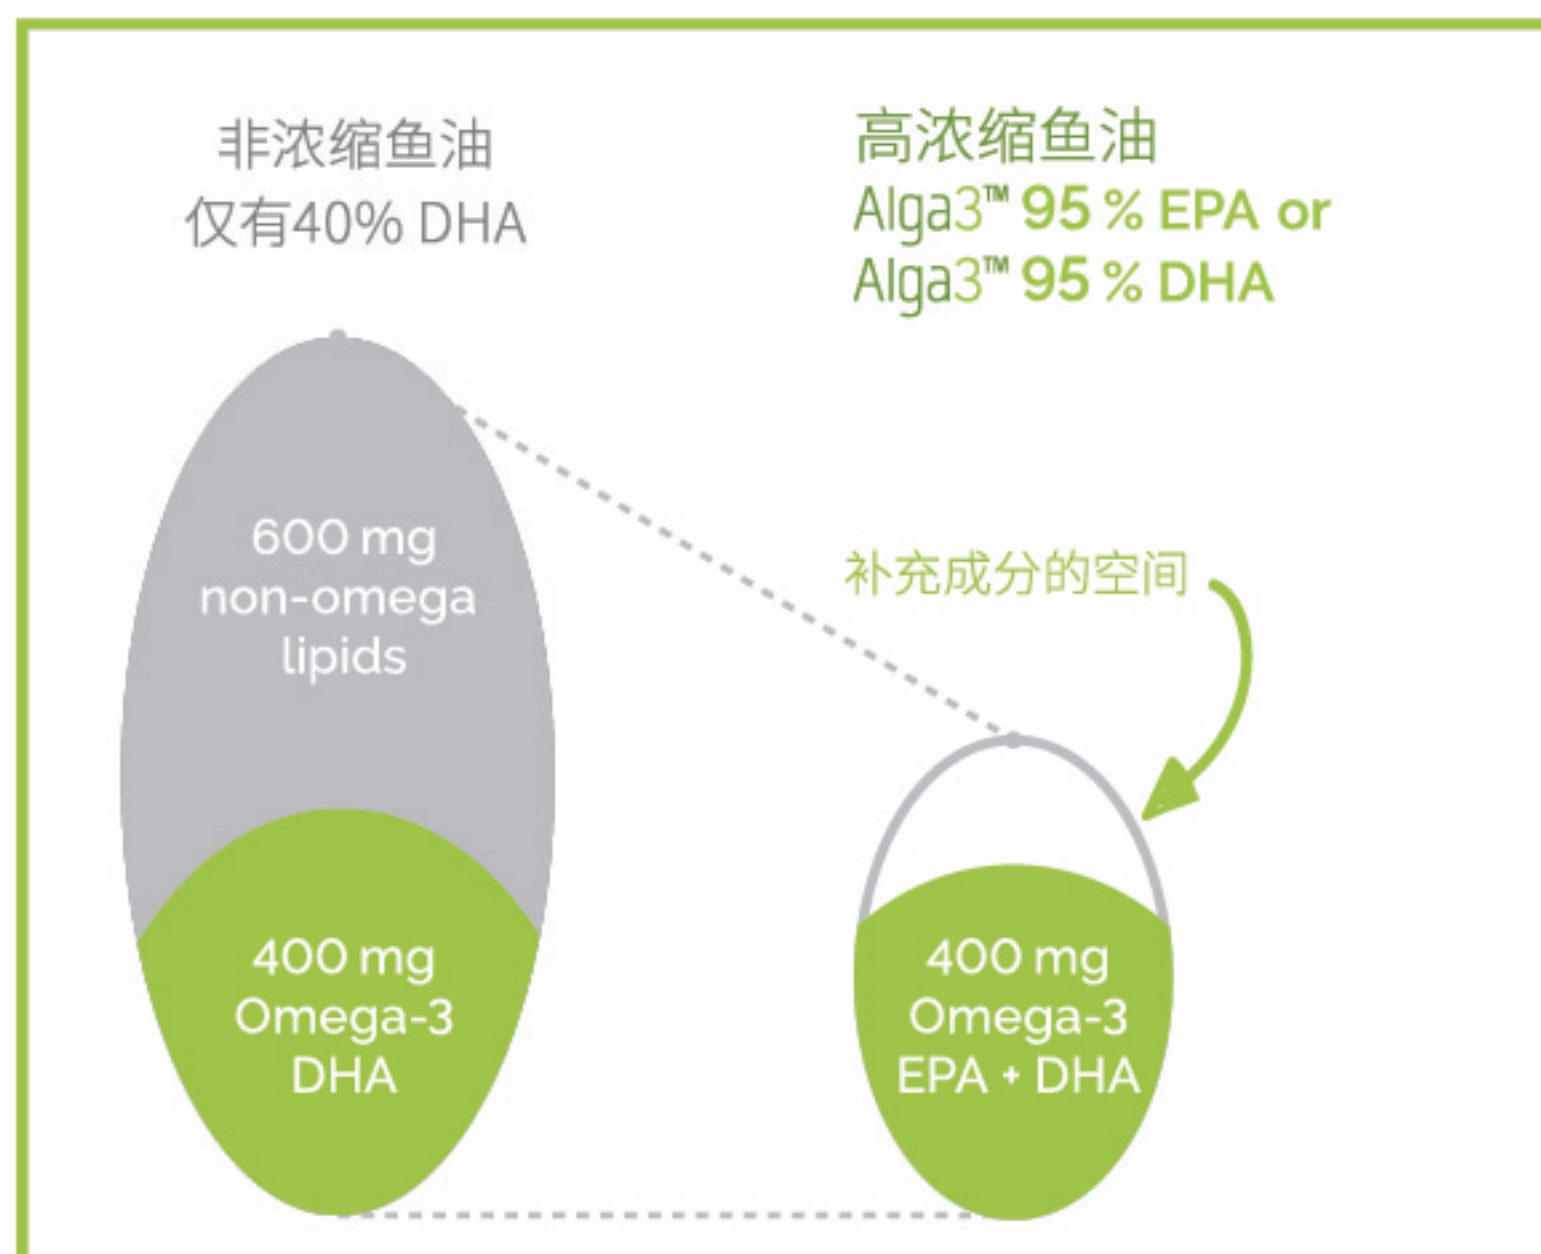 非浓缩鱼油
仅有40% DHA
高浓缩鱼油
Alga3™ 95 % EPA or
Alga3™ 95 % DHA
600 mg
non-omega
lipids
补充成分的空间
400 mg
Omega-3
DHA
400 mg
Omega-3
EPA + DHA